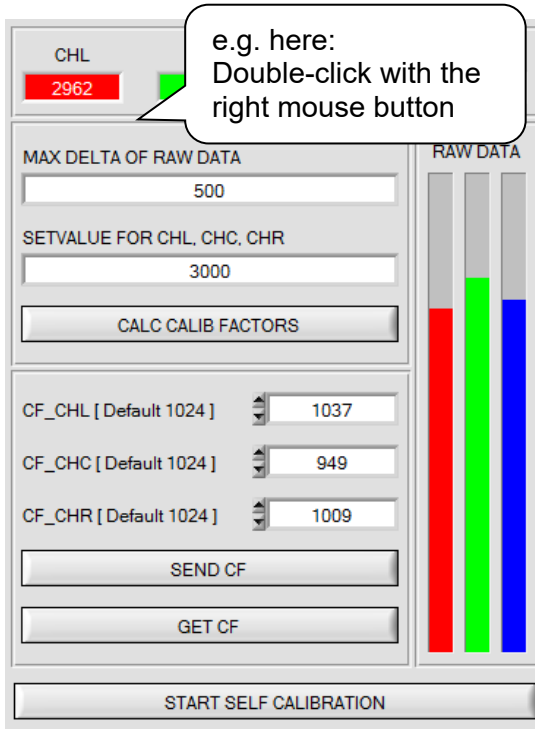 CHL
2962
e.g. here:
Double-click with the
right mouse button
MAX DELTA OF RAW DATA
500
SETVALUE FOR CHL, CHC, CHR
3000
CALC CALIB FACTORS
RAW DATA
CF_CHL [ Default 1024 ] 1037
CF_CHC [ Default 1024 ] 949
CF_CHR [ Default 1024 ] 1009
SEND CF
GET CF
START SELF CALIBRATION